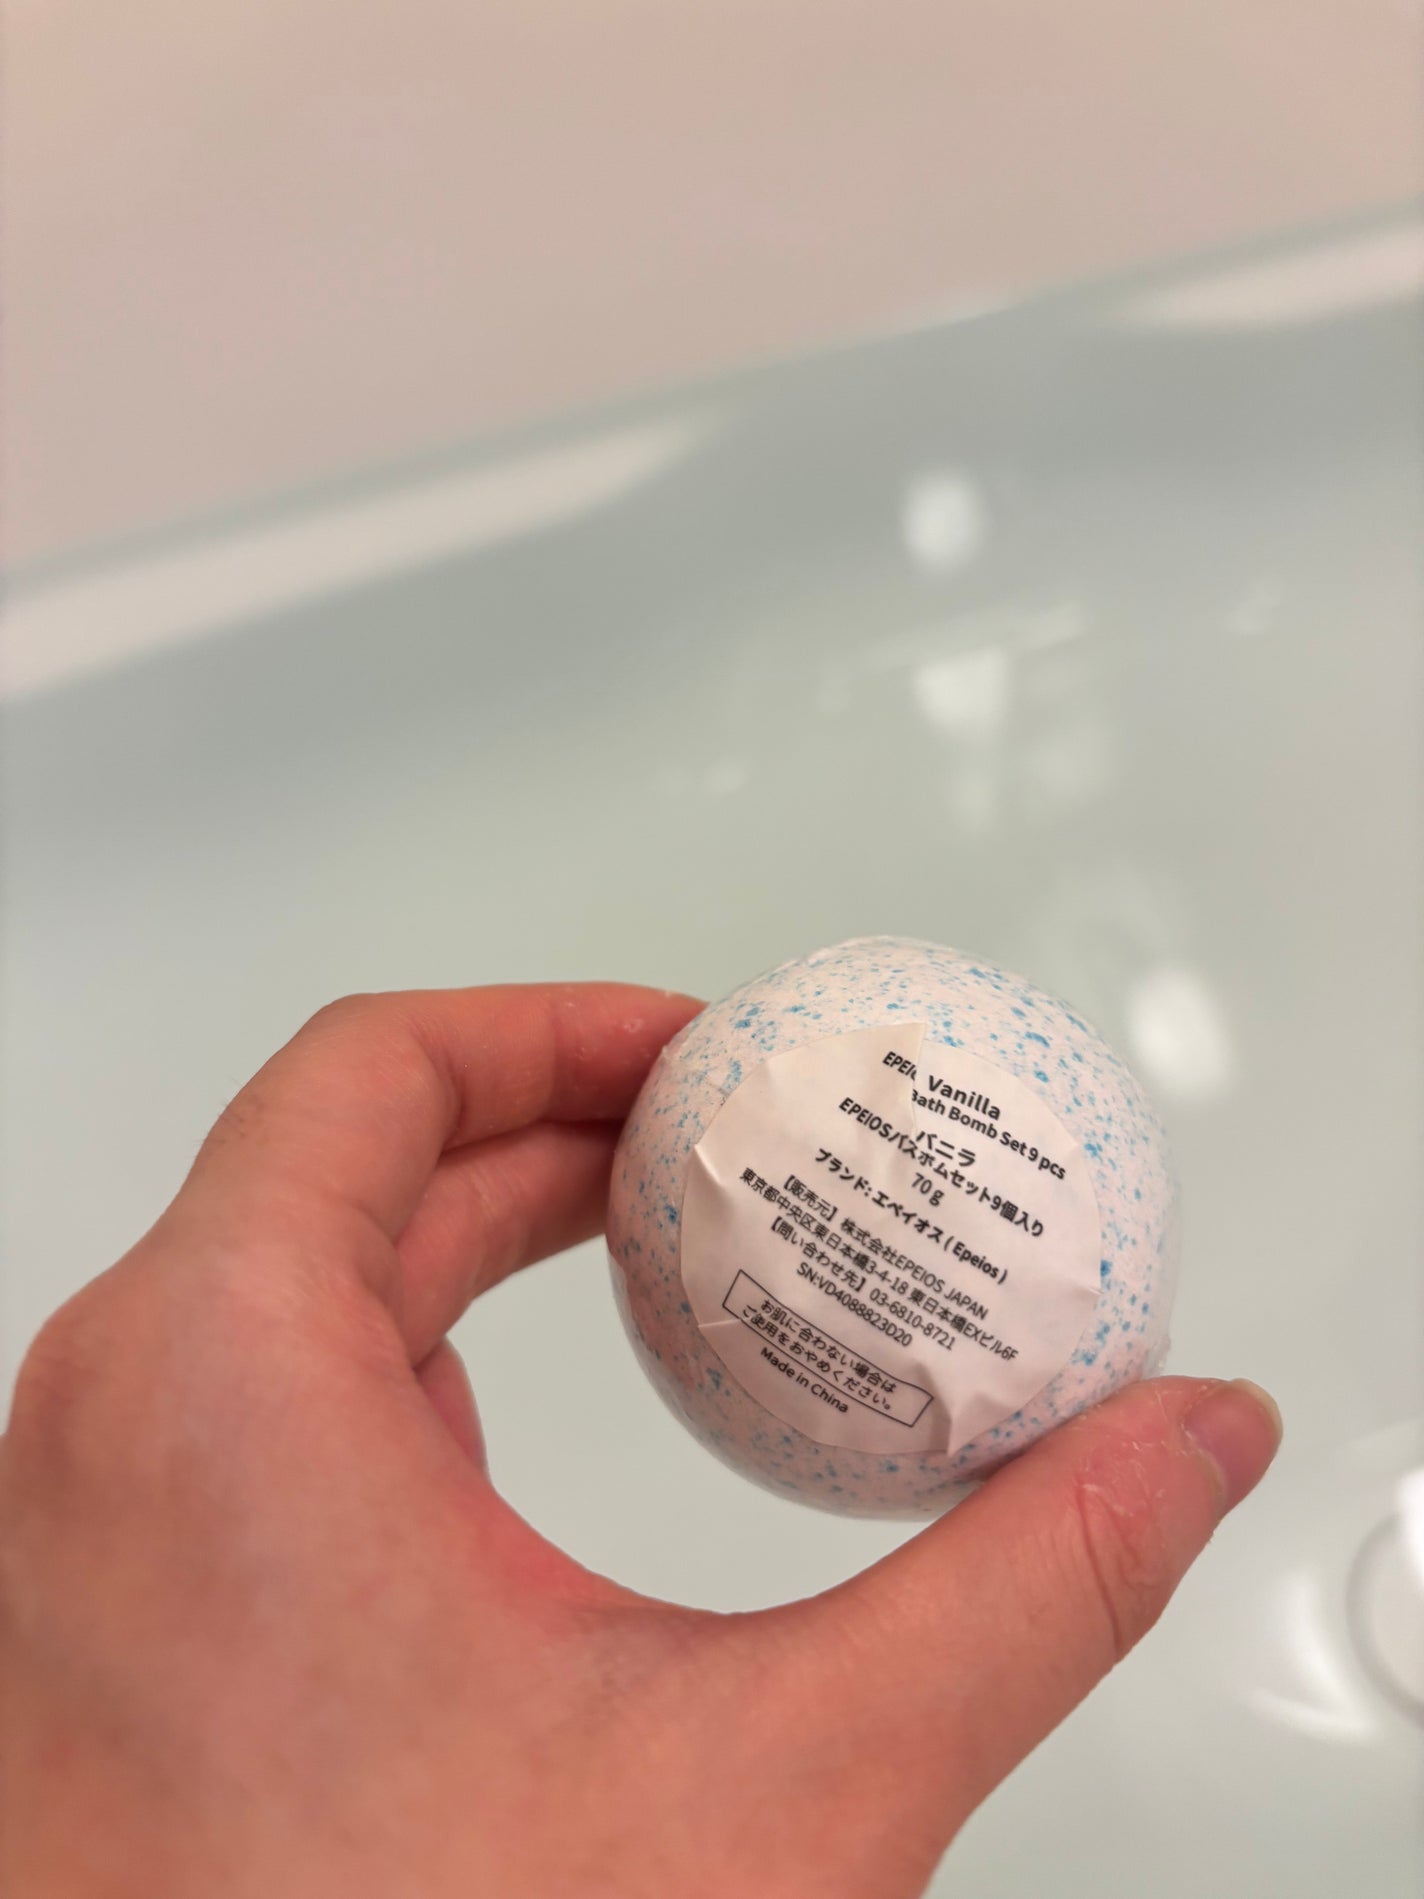 Vanilla
EPEIO Bath Bomb Set 9 pcs
バニラ
EPEIOSバスボムセット9個入り
70 g
ブランド: エペイオス ( Epeios )
【販売元】株式会社EPEIOS JAPAN
東京都中央区東日本橋3-4-18 東日本橋EXビル6F
【問い合わせ先】03-6810-8721
SN:VD4088823D20
お肌に合わない場合は
ご使用をおやめください。
Made in China